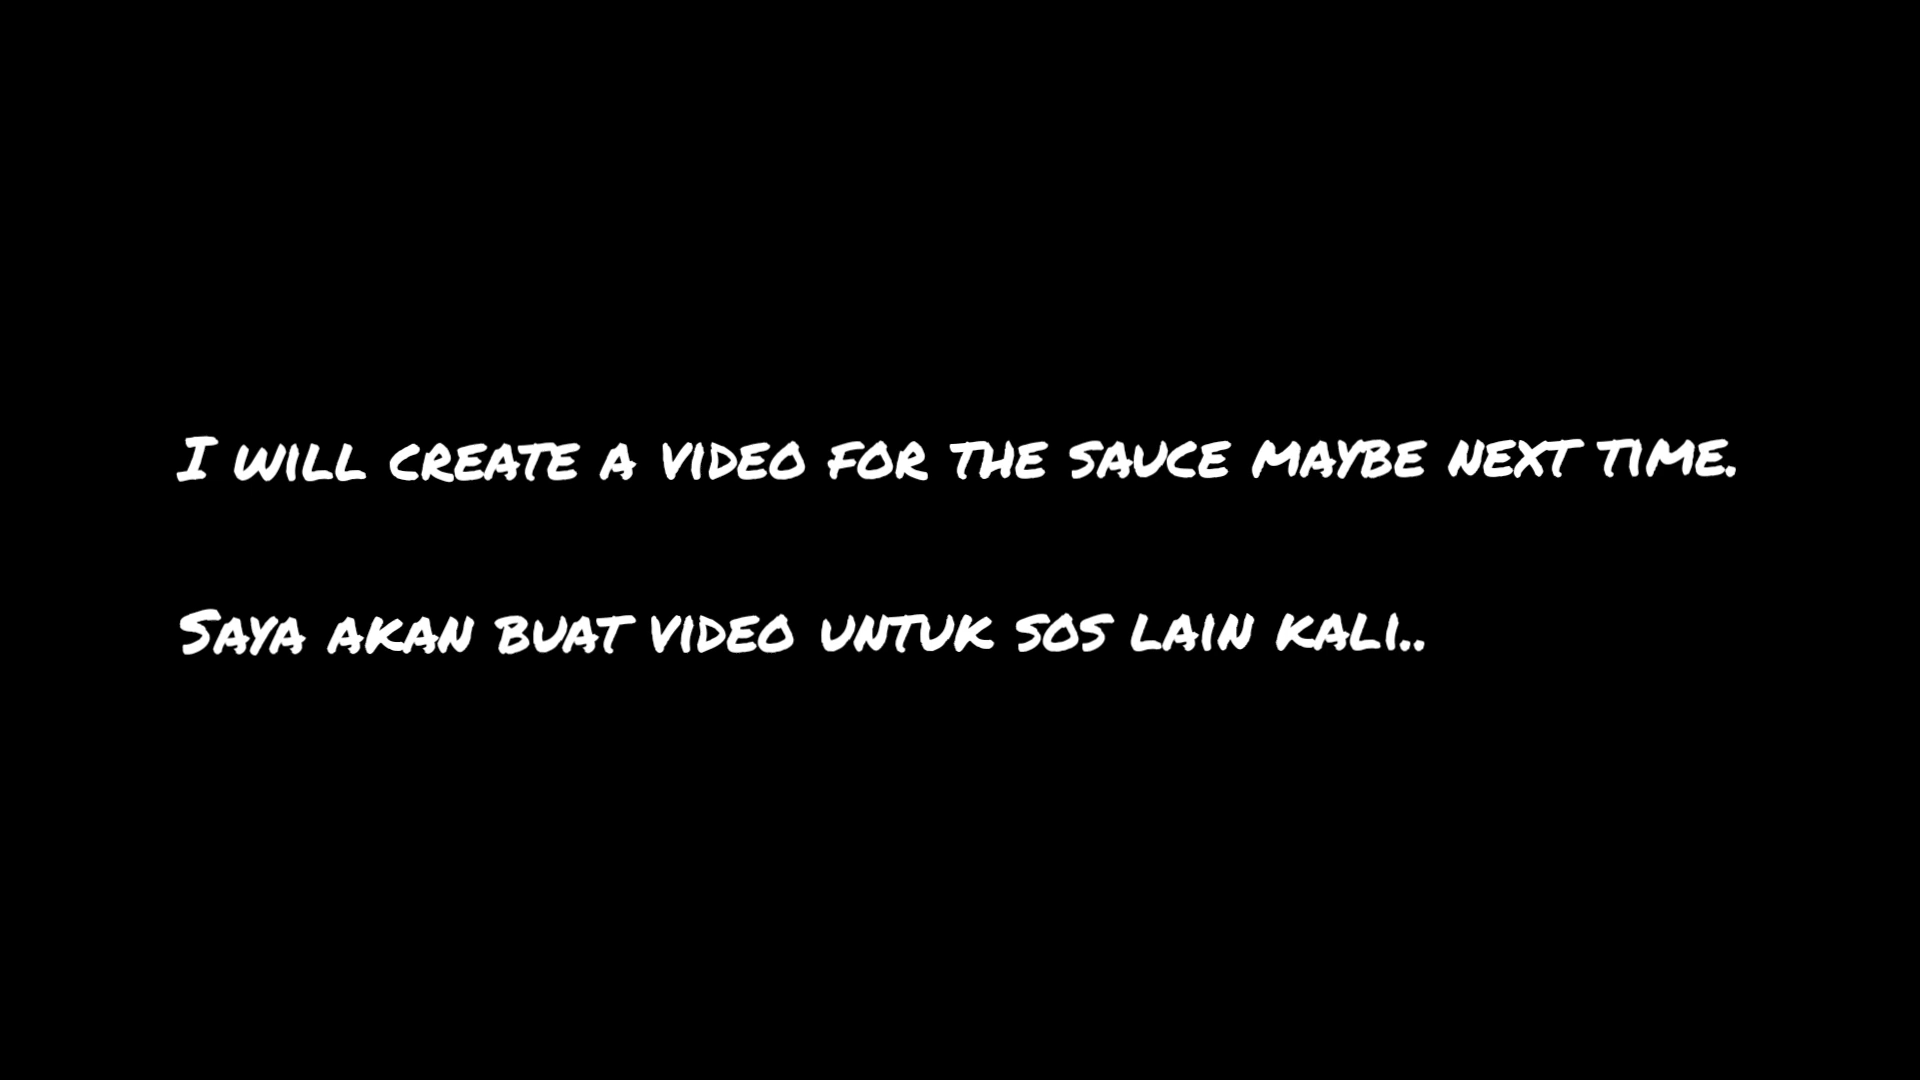 I will create a video for the sauce maybe next time.
Saya akan buat video untuk sos lain kali..